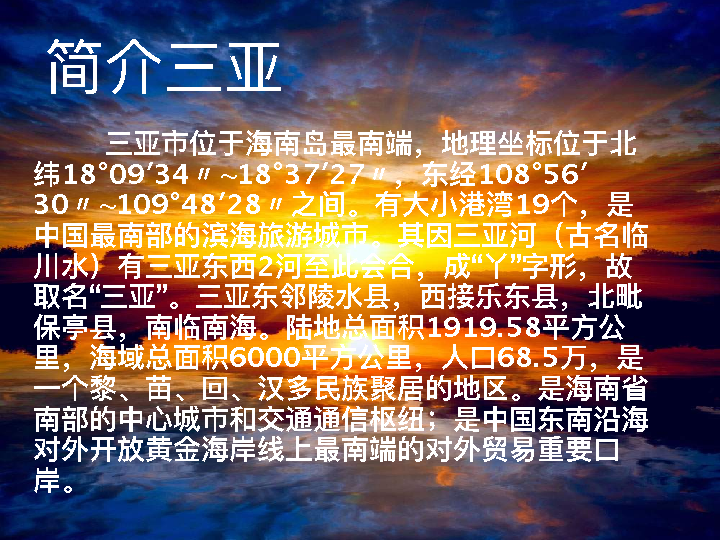 简介三亚
三亚市位于海南岛最南端，地理坐标位于北
纬18°09′34〃~18°37′27〃，东经108°56′
30〃~109°48′28〃之间。有大小港湾19个，是
中国最南部的滨海旅游城市。其因三亚河（古名临
川水）有三亚东西2河至此会合，成“丫”字形，故
取名“三亚”。三亚东邻陵水县，西接乐东县，北毗
保亭县，南临南海。陆地总面积1919.58平方公
里，海域总面积6000平方公里，人口68.5万，是
一个黎、苗、回、汉多民族聚居的地区。是海南省
南部的中心城市和交通通信枢纽；是中国东南沿海
对外开放黄金海岸线上最南端的对外贸易重要口
岸。